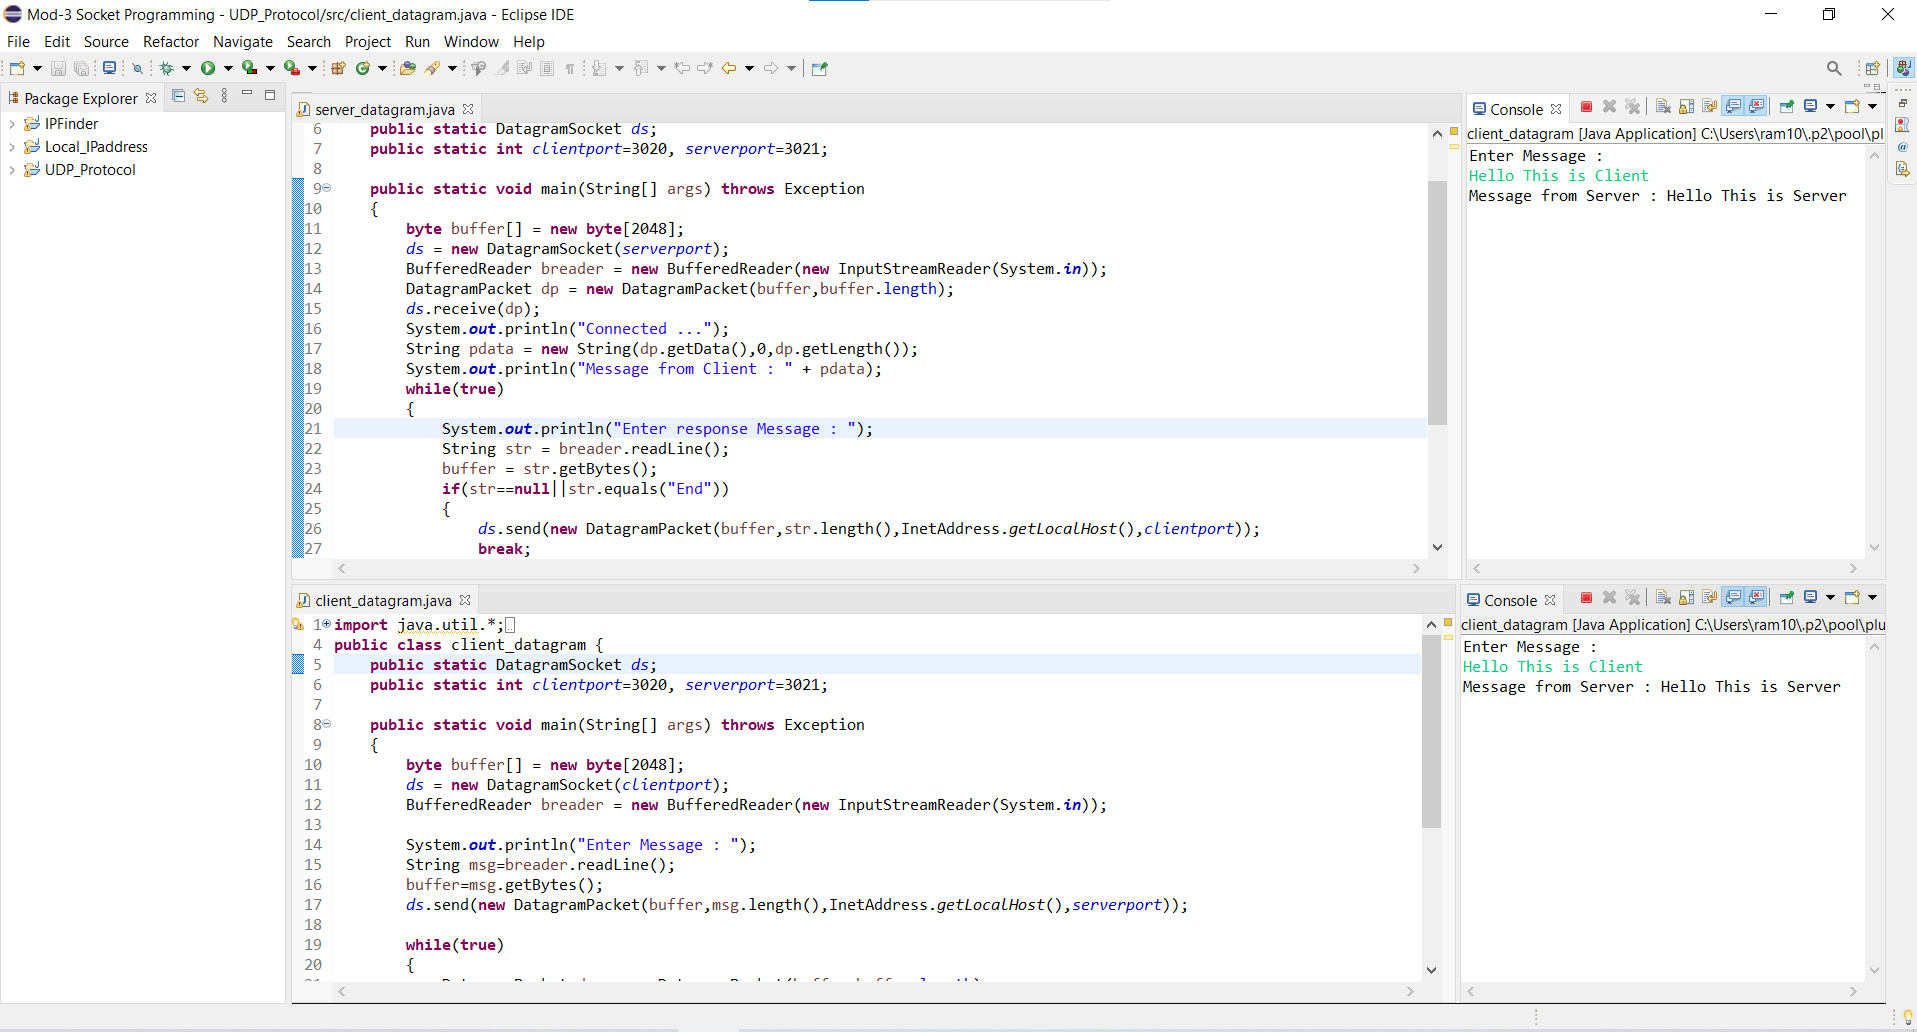 Mod-3 Socket Programming - UDP_Protocol/src/client_datagram.java - Eclipse IDE
File Edit Source Refactor Navigate Search Project Run Window Help
Package Explorer
IPFinder
Local_IPaddress
UDP_Protocol
server_datagram.java
6 public static DatagramSocket ds;
7 public static int clientport=3020, serverport=3021;
8
9 public static void main(String[] args) throws Exception
10 {
11 byte buffer[] = new byte[2048];
12 ds = new DatagramSocket(serverport);
13 BufferedReader breader = new BufferedReader(new InputStreamReader(System.in));
14 DatagramPacket dp = new DatagramPacket(buffer,buffer.length);
15 ds.receive(dp);
16 System.out.println("Connected ...");
17 String pdata = new String(dp.getData(),0,dp.getLength());
18 System.out.println("Message from Client : " + pdata);
19 while(true)
20 {
21 System.out.println("Enter response Message : ");
22 String str = breader.readLine();
23 buffer = str.getBytes();
24 if(str==null||str.equals("End"))
25 {
26 ds.send(new DatagramPacket(buffer,str.length(),InetAddress.getLocalHost(),clientport));
27 break;
Console
client_datagram [Java Application] C:\Users\ram10\.p2\pool\pl
Enter Message :
Hello This is Client
Message from Server : Hello This is Server
client_datagram.java
1 import java.util.*;
4 public class client_datagram {
5 public static DatagramSocket ds;
6 public static int clientport=3020, serverport=3021;
7
8 public static void main(String[] args) throws Exception
9 {
10 byte buffer[] = new byte[2048];
11 ds = new DatagramSocket(clientport);
12 BufferedReader breader = new BufferedReader(new InputStreamReader(System.in));
13
14 System.out.println("Enter Message : ");
15 String msg=breader.readLine();
16 buffer=msg.getBytes();
17 ds.send(new DatagramPacket(buffer,msg.length(),InetAddress.getLocalHost(),serverport));
18
19 while(true)
20 {
Console
client_datagram [Java Application] C:\Users\ram10\.p2\pool\plu
Enter Message :
Hello This is Client
Message from Server : Hello This is Server